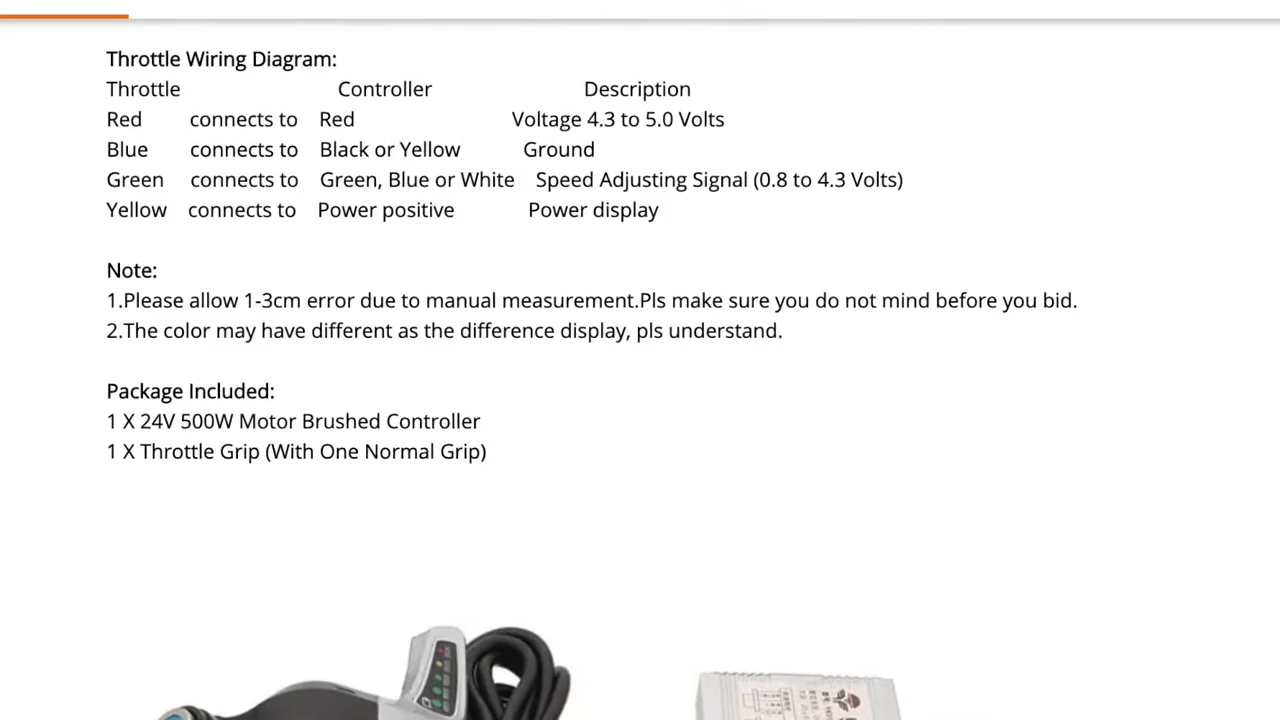 Throttle Wiring Diagram:
Throttle Controller Description
Red connects to Red Voltage 4.3 to 5.0 Volts
Blue connects to Black or Yellow Ground
Green connects to Green, Blue or White Speed Adjusting Signal (0.8 to 4.3 Volts)
Yellow connects to Power positive Power display
Note:
1.Please allow 1-3cm error due to manual measurement.Pls make sure you do not mind before you bid.
2.The color may have different as the difference display, pls understand.
Package Included:
1 X 24V 500W Motor Brushed Controller
1 X Throttle Grip (With One Normal Grip)